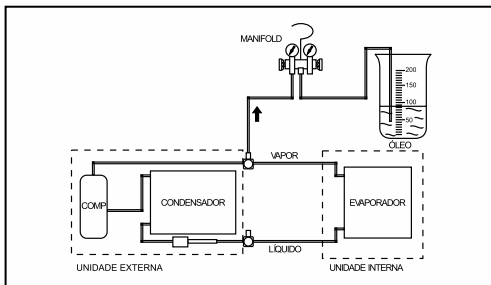 MANIFOLD
200
150
100
50
ÓLEO
VAPOR
COMP
CONDENSADOR
EVAPORADOR
LÍQUIDO
UNIDADE EXTERNA
UNIDADE INTERNA